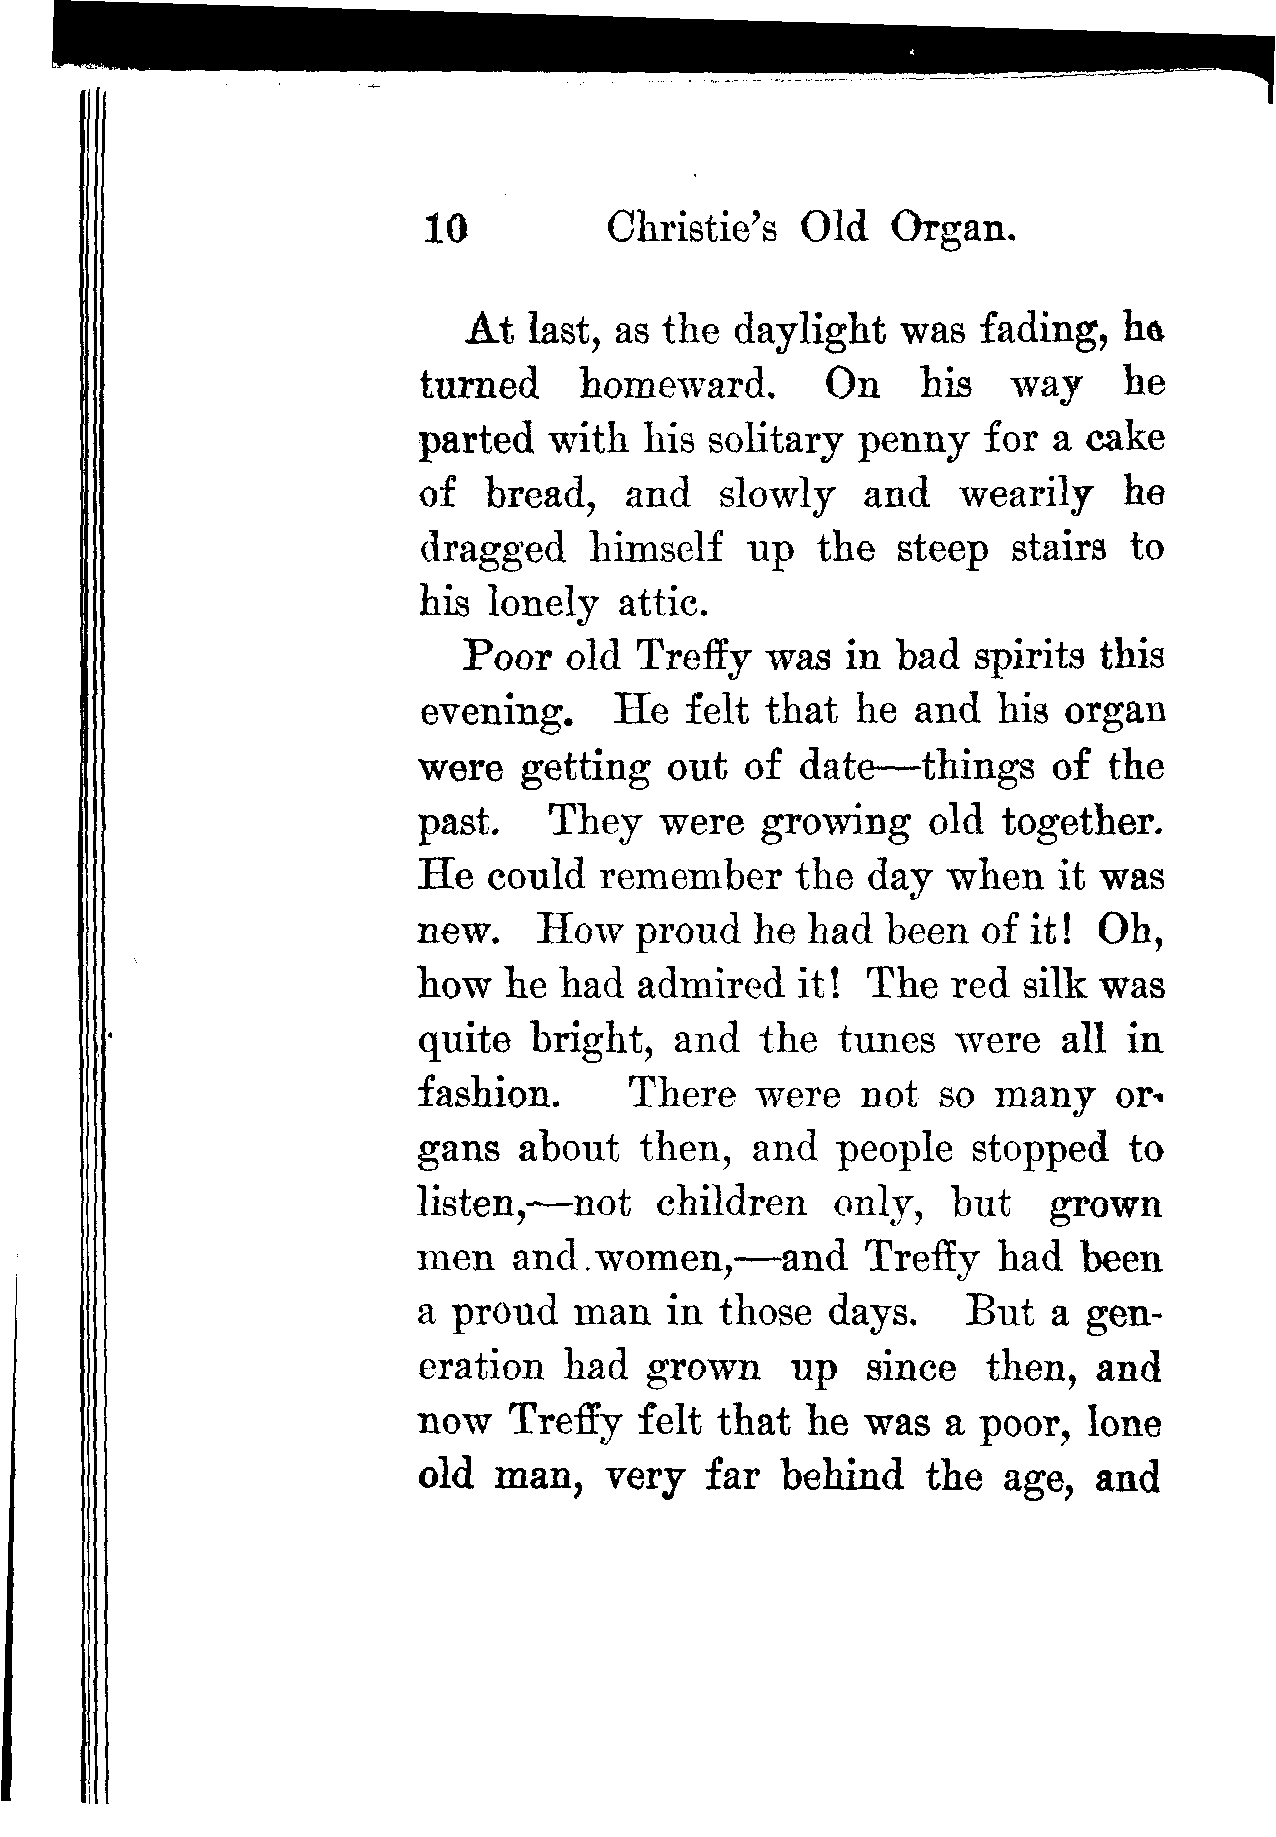 10 Christie's Old Organ.
At last, as the daylight was fading, he
turned homeward. On his way he
parted with his solitary penny for a cake
of bread, and slowly and wearily he
dragged himself up the steep stairs to
his lonely attic.
Poor old Treffy was in bad spirits this
evening. He felt that he and his organ
were getting out of date—things of the
past. They were growing old together.
He could remember the day when it was
new. How proud he had been of it! Oh,
how he had admired it! The red silk was
quite bright, and the tunes were all in
fashion. There were not so many or-
gans about then, and people stopped to
listen,—not children only, but grown
men and women,—and Treffy had been
a proud man in those days. But a gen-
eration had grown up since then, and
now Treffy felt that he was a poor, lone
old man, very far behind the age, and